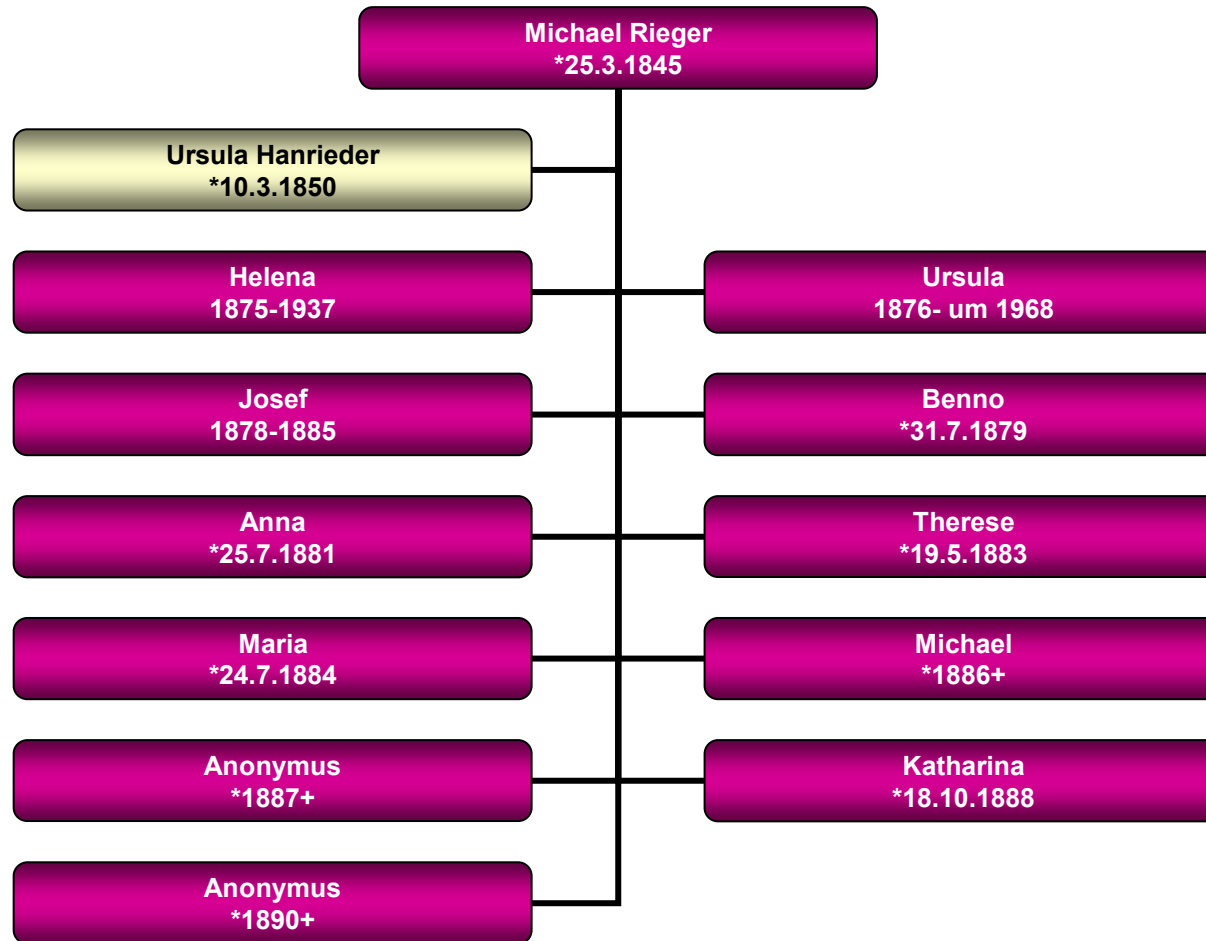 Michael Rieger
*25.3.1845
Ursula Hanrieder
*10.3.1850
Helena
1875-1937
Ursula
1876- um 1968
Josef
1878-1885
Benno
*31.7.1879
Anna
*25.7.1881
Therese
*19.5.1883
Maria
*24.7.1884
Michael
*1886+
Anonymus
*1887+
Katharina
*18.10.1888
Anonymus
*1890+